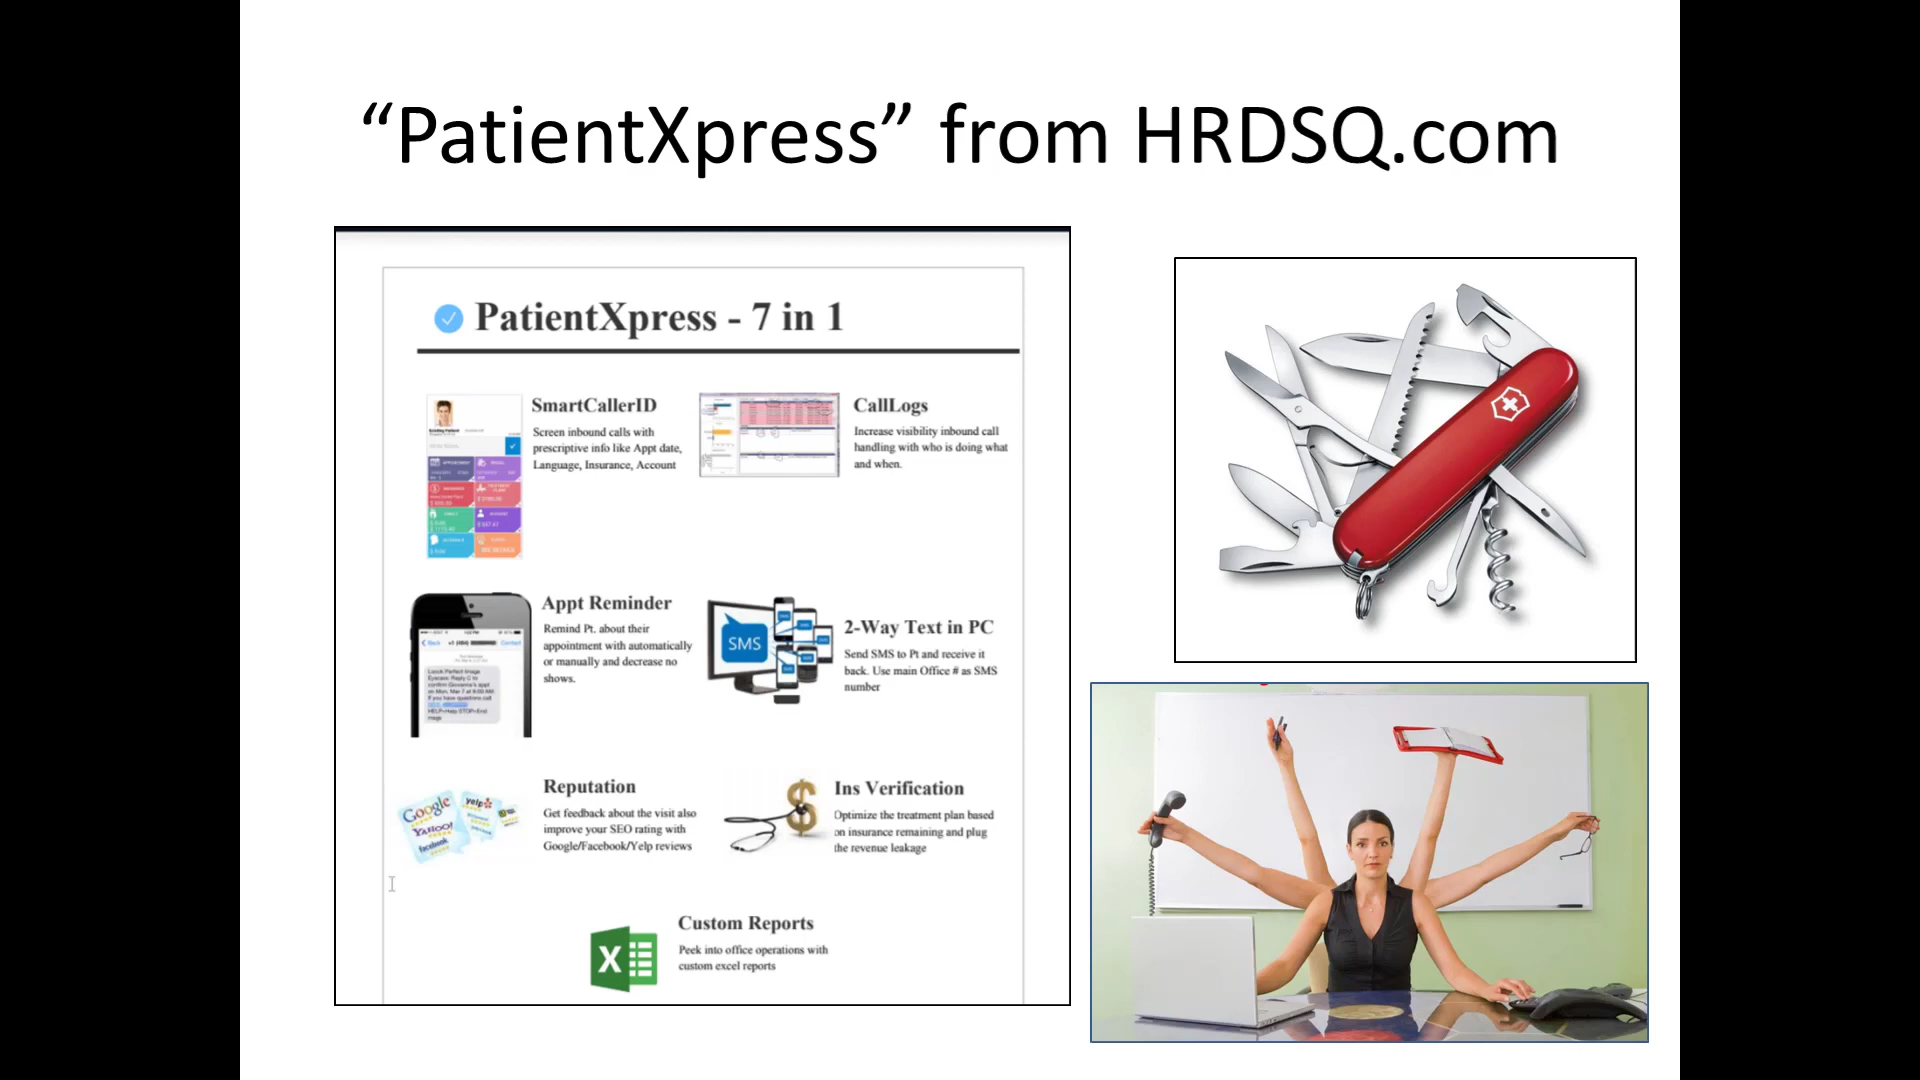 “PatientXpress” from HRDSQ.com
PatientXpress - 7 in 1
SmartCallerID
Screen inbound calls with
prescriptive info like Appt date,
Language, Insurance, Account
CallLogs
Increase visibility inbound call
handling with who is doing what
and when.
Appt Reminder
Remind Pt. about their
appointment with automatically
or manually and decrease no
shows.
2-Way Text in PC
Send SMS to Pt and receive it
back. Use main Office # as SMS
number
SMS
Reputation
Get feedback about the visit also
improve your SEO rating with
Google/Facebook/Yelp reviews
Google
yelp
YAHOO!
facebook
Ins Verification
Optimize the treatment plan based
on insurance remaining and plug
the revenue leakage
Custom Reports
Peek into office operations with
custom excel reports
X